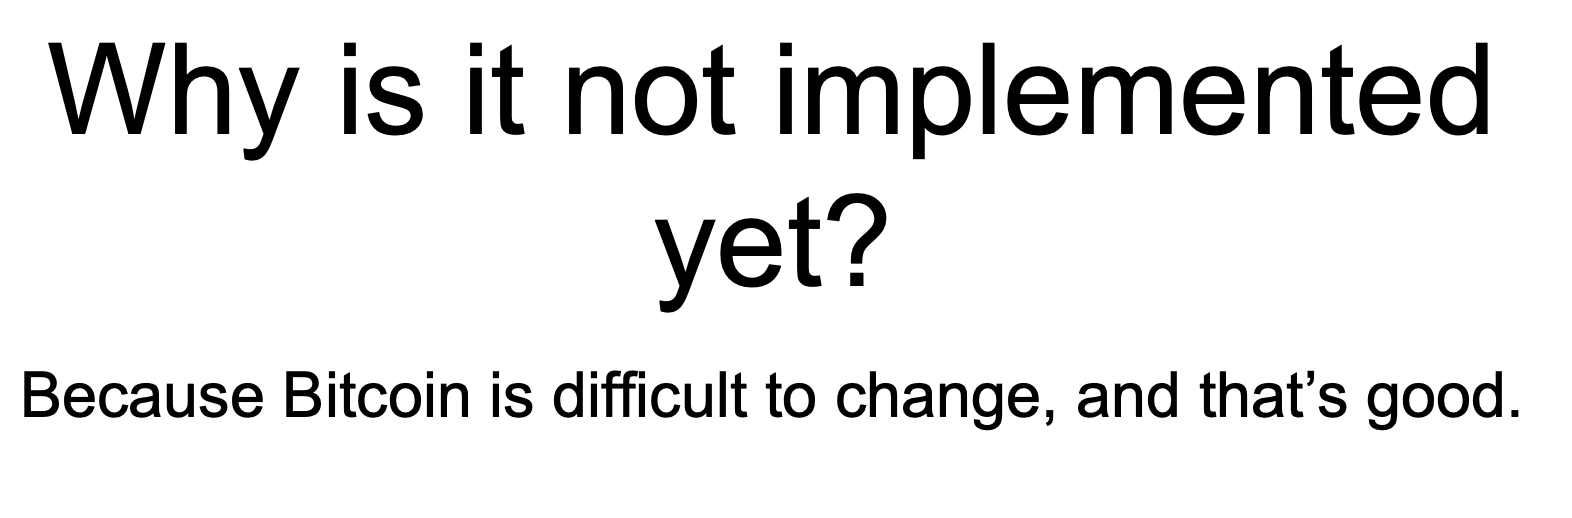 Why is it not implemented
yet?
Because Bitcoin is difficult to change, and that’s good.